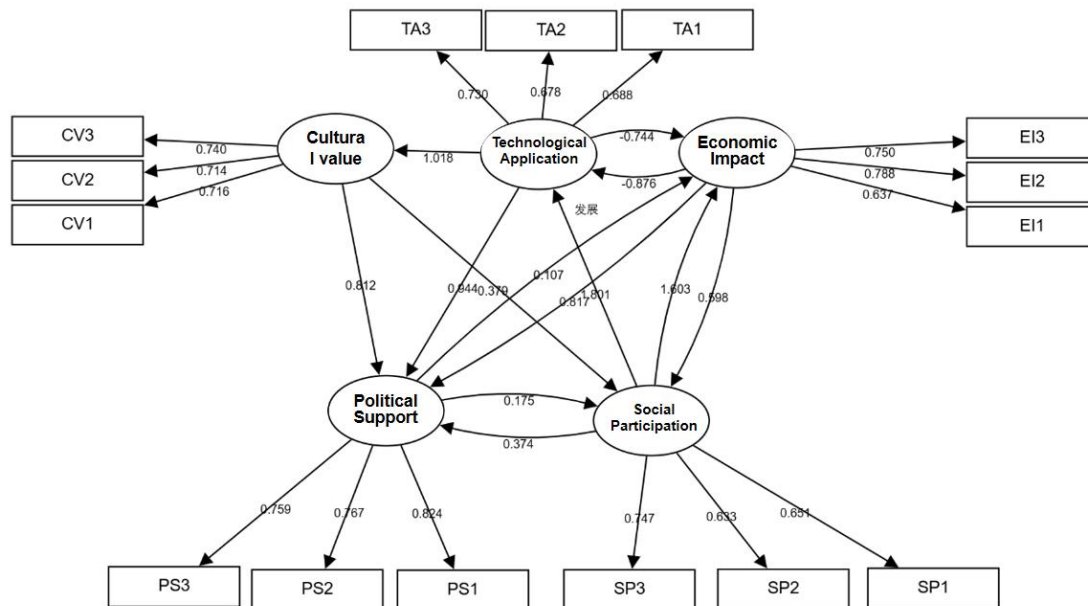 TA3
TA2
TA1
0.730
0.678
0.688
CV3
CV2
CV1
0.740
0.714
0.716
Cultura
l value
1.018
Technological
Application
-0.744
-0.876
Economic
Impact
0.750
0.788
0.637
EI3
EI2
EI1
发展
0.812
0.944
0.379
0.107
0.817
1.801
1.603
0.598
Political
Support
0.175
0.374
Social
Participation
0.759
0.767
0.824
0.747
0.633
0.651
PS3
PS2
PS1
SP3
SP2
SP1